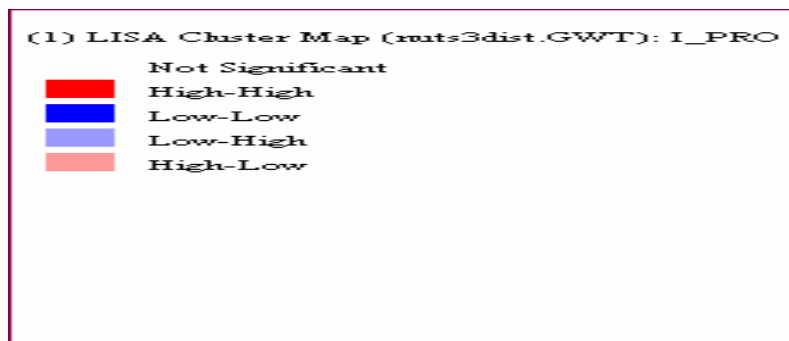 (1) LISA Cluster Map (nuts3dist.GWT): I_PRO
Not Significant
High-High
Low-Low
Low-High
High-Low